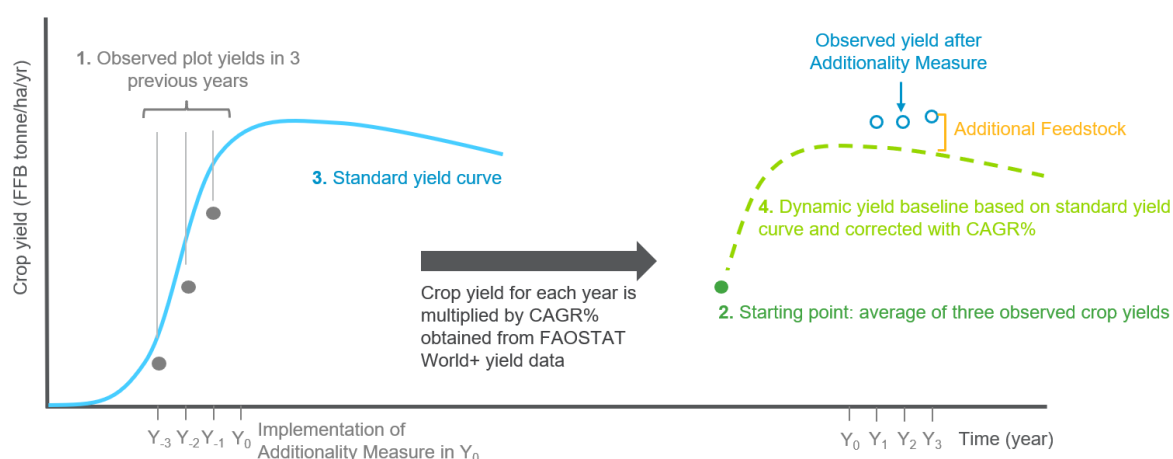 Crop yield (FFB tonne/ha/yr)
1. Observed plot yields in 3
previous years
3. Standard yield curve
Crop yield for each year is
multiplied by CAGR%
obtained from FAOSTAT
World+ yield data
Observed yield after
Additionality Measure
Additional Feedstock
4. Dynamic yield baseline based on standard yield
curve and corrected with CAGR%
2. Starting point: average of three observed crop yields
Y-3 Y-2 Y-1 Y0 Implementation of
Additionality Measure in Y0
Y0 Y1 Y2 Y3 Time (year)